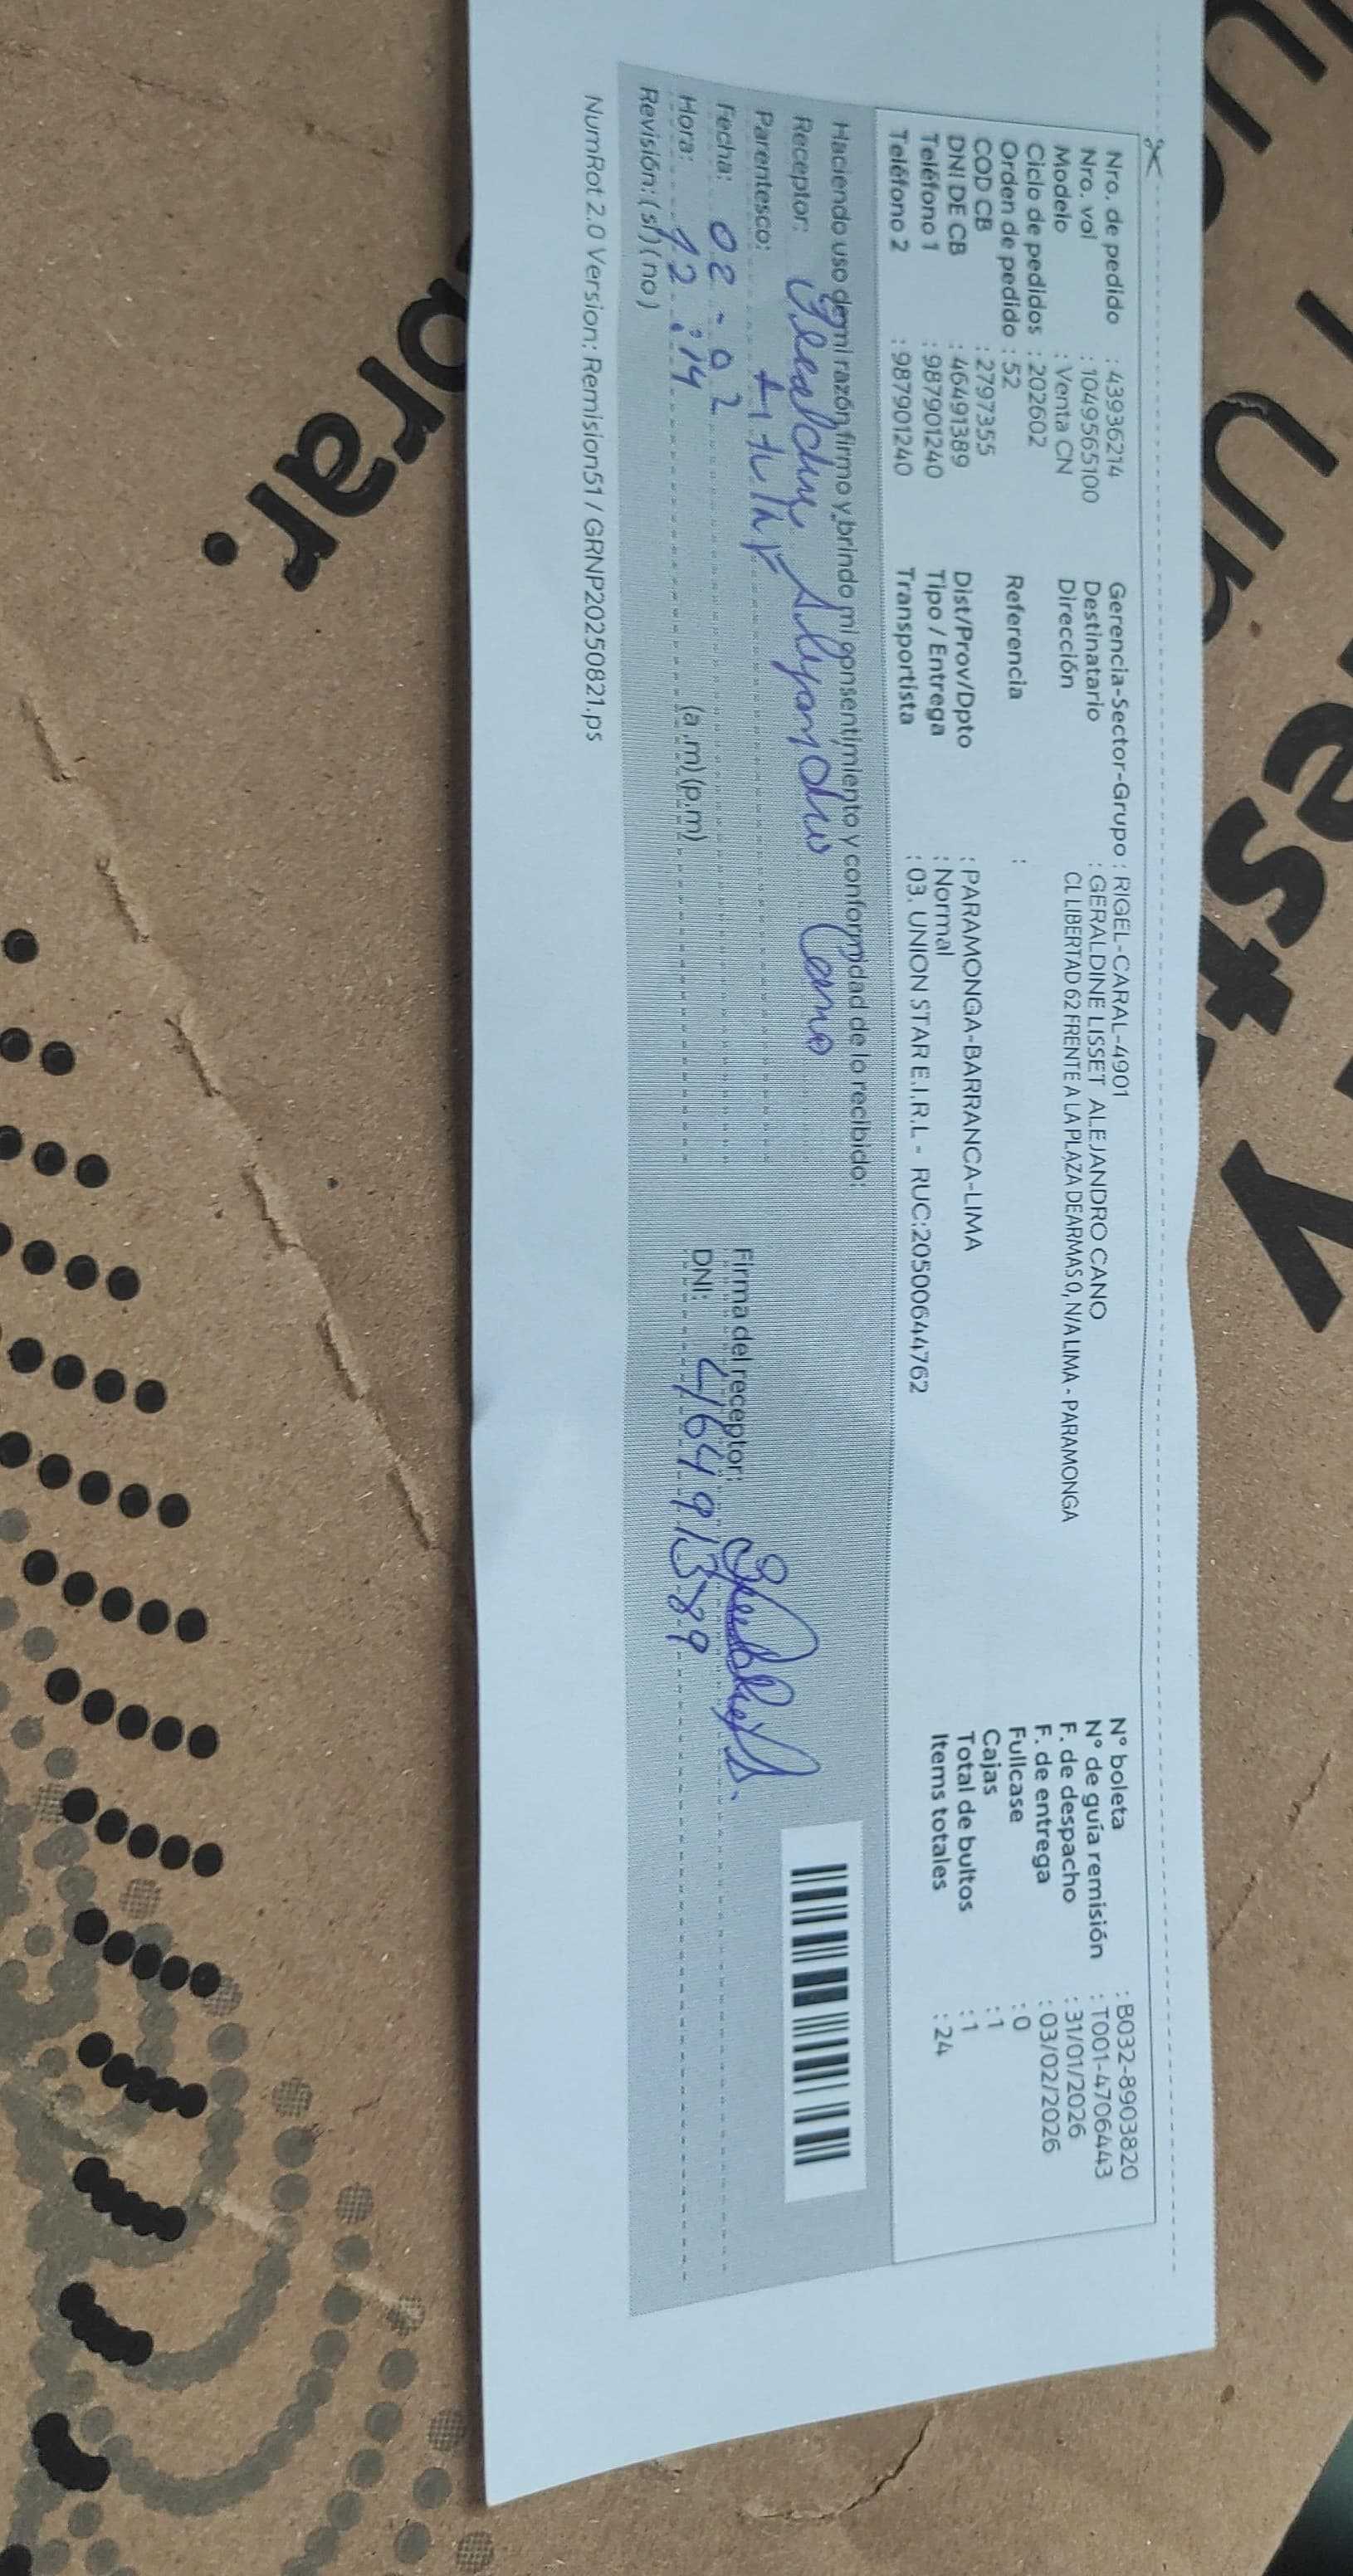 Nro. de pedido : 43936214
Nro. vol : 10495651​00
Modelo : Venta CN
Ciclo de pedidos : 202602
Orden de pedido : 52
COD CB : 2797355
DNI DE CB : 46491389
Teléfono 1 : 987901240
Teléfono 2 : 987901240
Gerencia-Sector-Grupo : RIGEL-CARAL-4901
Destinatario : GERALDINE LISSET ALEJANDRO CANO
Dirección CL LIBERTAD 62 FRENTE A LA PLAZA DEARMAS 0, N/A LIMA - PARAMONGA
Referencia :
Dist/Prov/Dpto : PARAMONGA-BARRANCA-LIMA
Tipo / Entrega : Normal
Transportista : 03. UNION STAR E.I.R.L - RUC:20500644762
N° boleta : B032-8903820
N° de guía remisión : T001-4706443
F. de despacho : 31/01/2026
F. de entrega : 03/02/2026
Fullcase : 0
Cajas : 1
Total de bultos : 1
Items totales : 24
Haciendo uso de mi razón firmo y brindo mi consentimiento y conformidad de lo recibido:
Receptor: Geraldine Alejandro Cano
Parentesco: titular
Fecha: 02 - 02
Hora: 12:14 (a.m)(p.m)
Revisión: (si)(no)
Firma del receptor:
DNI: 46491389
NumRot 2.0 Version: Remision51 / GRNP20250821.ps
orar.
est